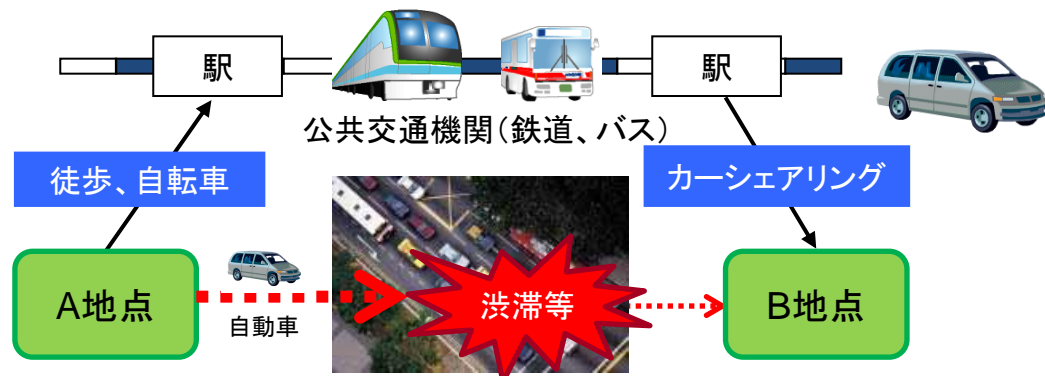 駅
駅
公共交通機関(鉄道、バス)
徒歩、自転車
カーシェアリング
A地点
自動車
渋滞等
B地点